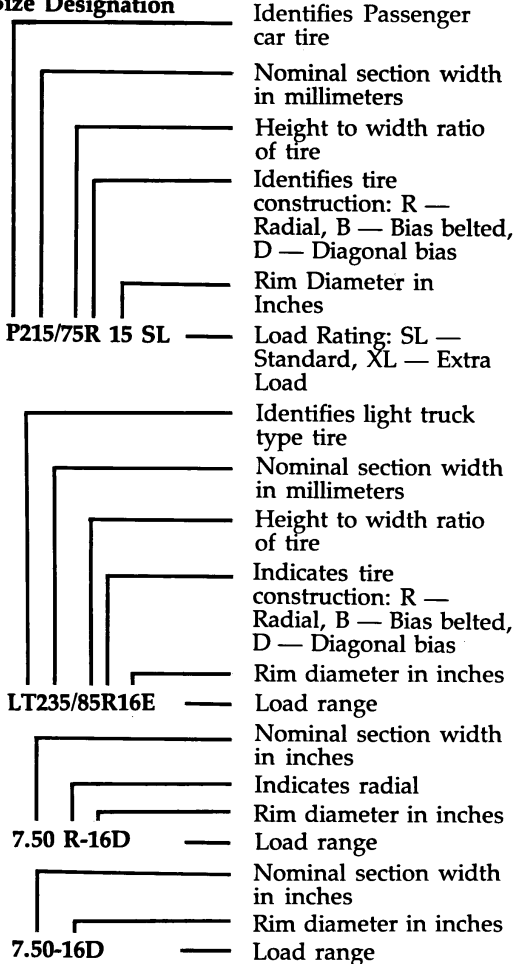 Size Designation
Identifies Passenger
car tire
Nominal section width
in millimeters
Height to width ratio
of tire
Identifies tire
construction: R —
Radial, B — Bias belted,
D — Diagonal bias
Rim Diameter in
Inches
P215/75R 15 SL
Load Rating: SL —
Standard, XL — Extra
Load
Identifies light truck
type tire
Nominal section width
in millimeters
Height to width ratio
of tire
Indicates tire
construction: R —
Radial, B — Bias belted,
D — Diagonal bias
Rim diameter in inches
LT235/85R16E
Load range
Nominal section width
in inches
Indicates radial
Rim diameter in inches
7.50 R-16D
Load range
Nominal section width
in inches
Rim diameter in inches
7.50-16D
Load range